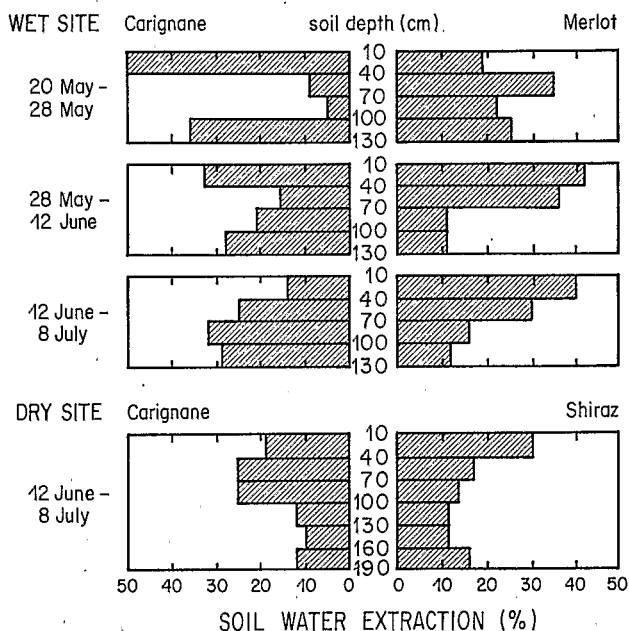 WET SITE Carignane soil depth (cm) Merlot
20 May – 28 May
10
40
70
100
130
28 May – 12 June
10
40
70
100
130
12 June – 8 July
10
40
70
100
130
DRY SITE Carignane Shiraz
12 June – 8 July
10
40
70
100
130
160
190
50 40 30 20 10 0 0 10 20 30 40 50
SOIL WATER EXTRACTION (%)